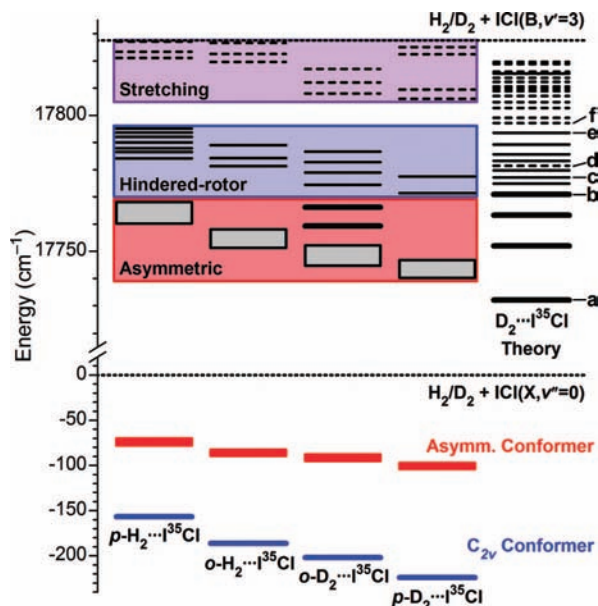 H₂/D₂ + ICl(B,v'=3)
Stretching
17800
f
e
d
Hindered-rotor
c
b
17750
Asymmetric
a
D₂···I³⁵Cl
Theory
Energy (cm⁻¹)
0
H₂/D₂ + ICl(X,v''=0)
-50
Asymm. Conformer
-100
-150
C₂ᵥ Conformer
p-H₂···I³⁵Cl
-200
o-H₂···I³⁵Cl
o-D₂···I³⁵Cl
p-D₂···I³⁵Cl